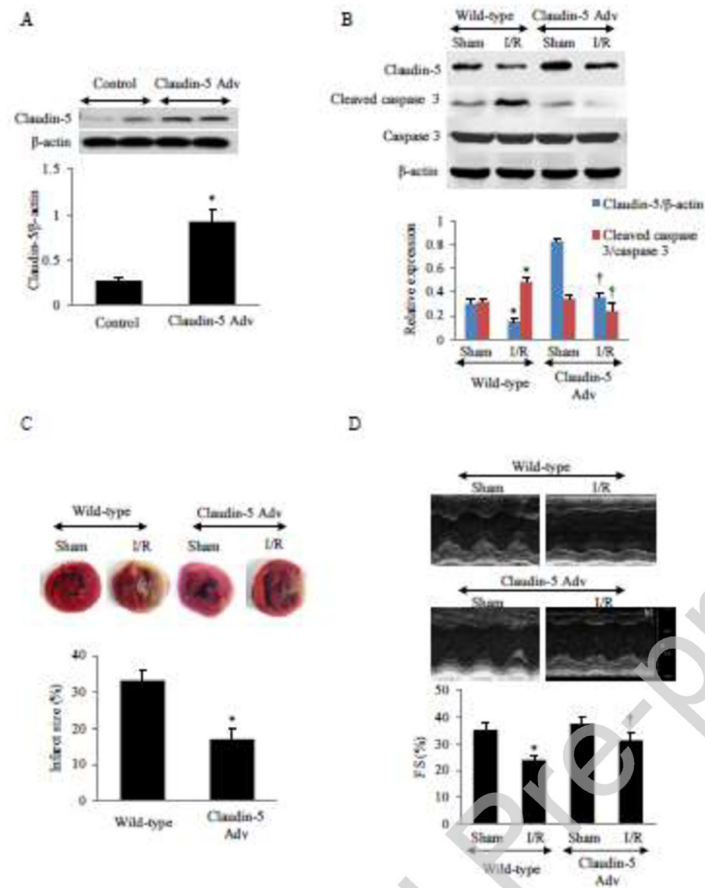 A
Control Claudin-5 Adv
Claudin-5
β-actin
Claudin-5/β-actin
1.5
1
0.5
0
*
Control Claudin-5 Adv
B
Wild-type Claudin-5 Adv
Sham I/R Sham I/R
Claudin-5
Cleaved caspase 3
Caspase 3
β-actin
Claudin-5/β-actin
Cleaved caspase
3/caspase 3
Relative expression
1
0.8
0.6
0.4
0.2
0
* * † †
Sham I/R Sham I/R
Wild-type Claudin-5
Adv
C
Wild-type Claudin-5 Adv
Sham I/R Sham I/R
Infarct size (%)
40
30
20
10
0
*
Wild-type Claudin-5
Adv
D
Wild-type
Sham I/R
Claudin-5 Adv
Sham I/R
FS (%)
50
40
30
20
10
0
* †
Sham I/R Sham I/R
Wild-type Claudin-5
Adv
Pre-pr